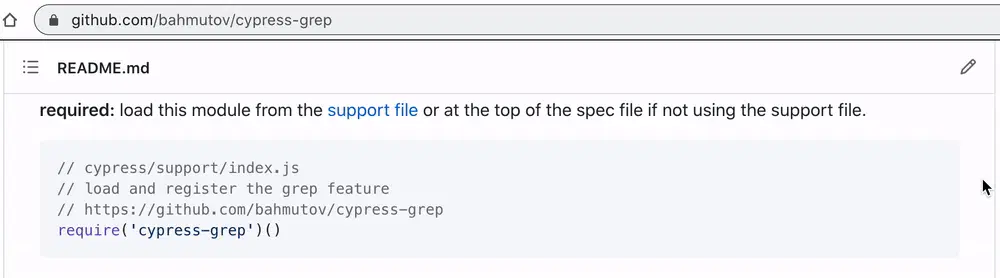 github.com/bahmutov/cypress-grep
README.md
required: load this module from the support file or at the top of the spec file if not using the support file.
// cypress/support/index.js
// load and register the grep feature
// https://github.com/bahmutov/cypress-grep
require('cypress-grep')()